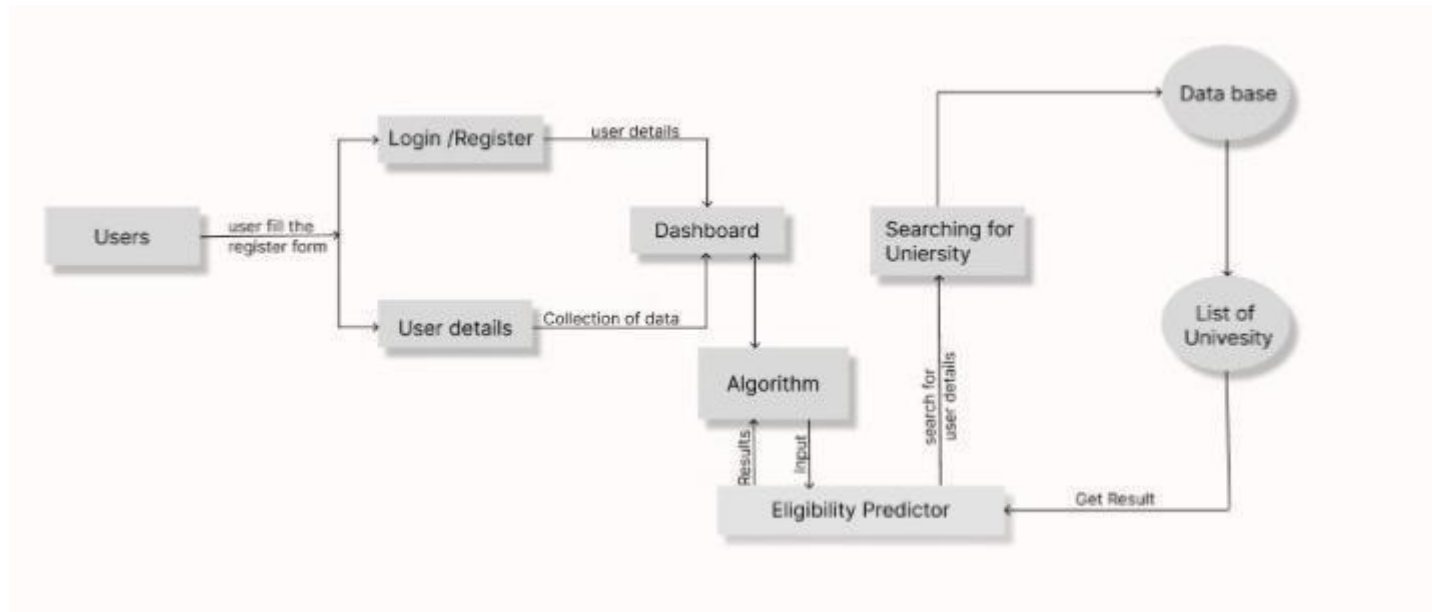 Data base
Login /Register
user details
Users
user fill the
register form
Dashboard
Searching for
Uniersity
User details
Collection of data
List of
Univesity
Algorithm
search for
user details
Results
input
Eligibility Predictor
Get Result